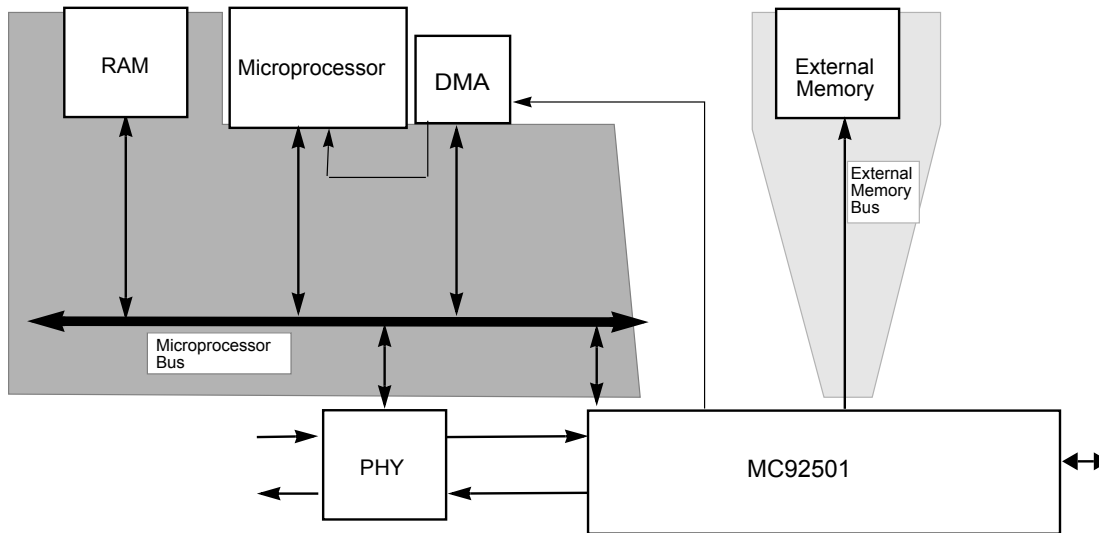 RAM
Microprocessor
DMA
External
Memory
External
Memory
Bus
Microprocessor
Bus
PHY
MC92501